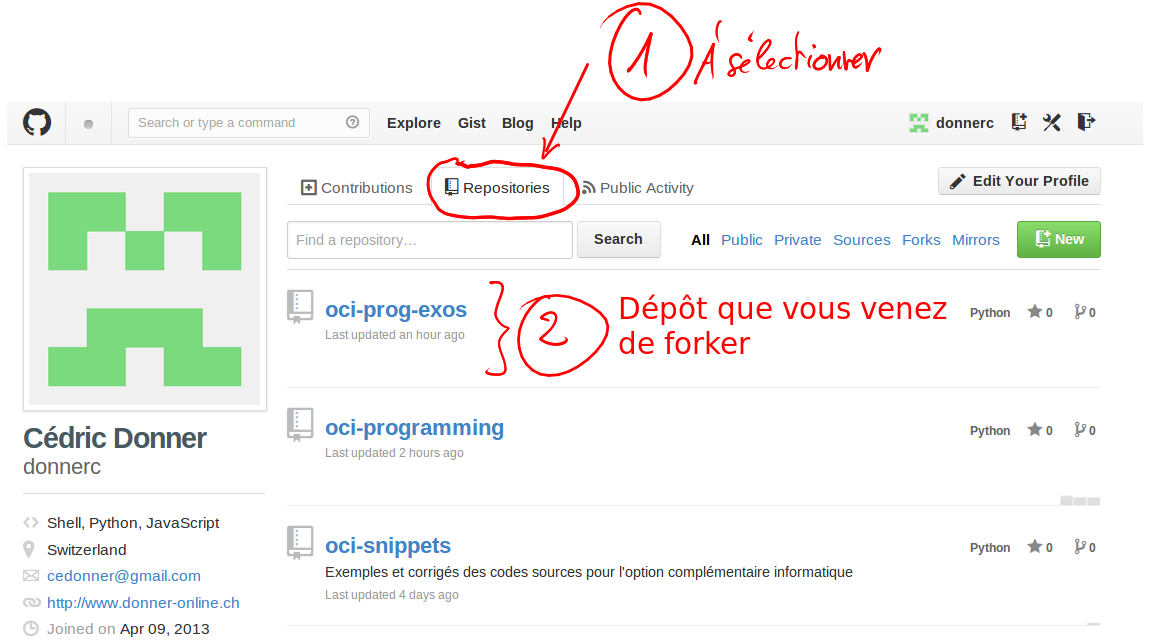 1 À sélectionner
Search or type a command
Explore Gist Blog Help
donnerc
Contributions Repositories Public Activity
Edit Your Profile
Find a repository…
Search
All Public Private Sources Forks Mirrors
New
oci-prog-exos
Last updated an hour ago
2 Dépôt que vous venez
de forker
Python 0 0
oci-programming
Last updated 2 hours ago
Python 0 0
oci-snippets
Exemples et corrigés des codes sources pour l'option complémentaire informatique
Last updated 4 days ago
Python 0 0
Cédric Donner
donnerc
Shell, Python, JavaScript
Switzerland
cedonner@gmail.com
http://www.donner-online.ch
Joined on Apr 09, 2013